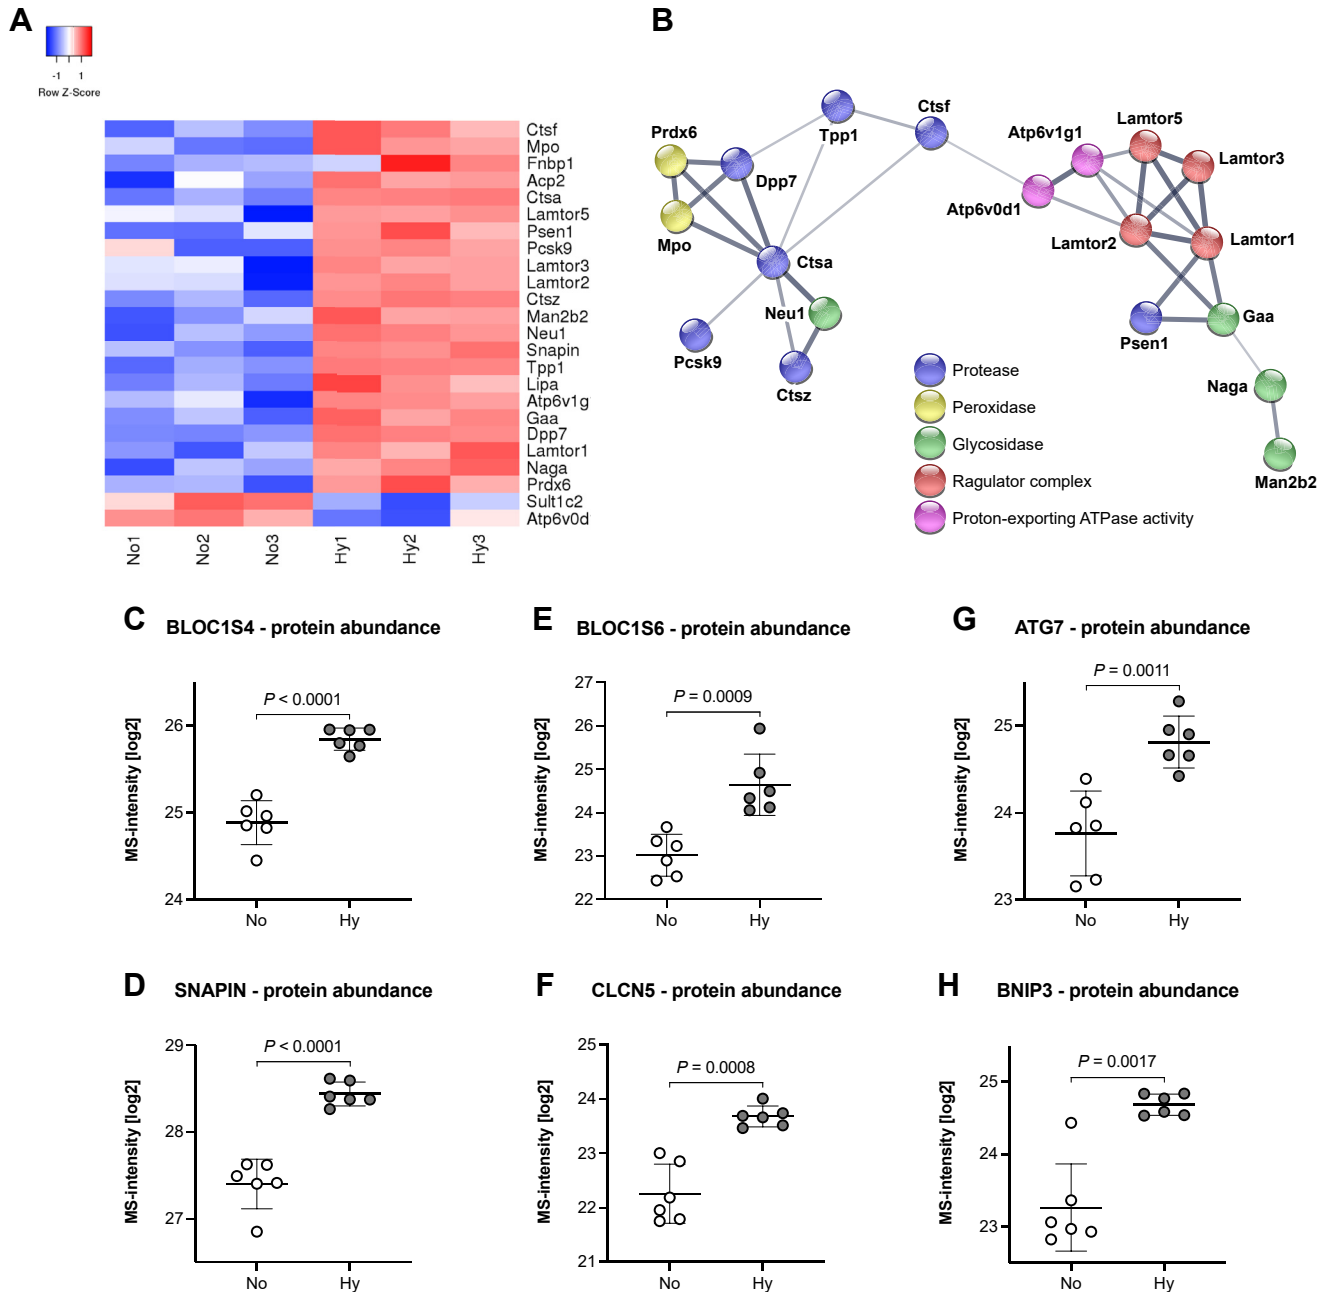 A
B
-1 1
Row Z-Score
Ctsf
Mpo
Fnbp1
Acp2
Ctsa
Lamtor5
Psen1
Pcsk9
Lamtor3
Lamtor2
Ctsz
Man2b2
Neu1
Snapin
Tpp1
Lipa
Atp6v1g
Gaa
Dpp7
Lamtor1
Naga
Prdx6
Sult1c2
Atp6v0d
No1 No2 No3 Hy1 Hy2 Hy3
Prdx6
Tpp1
Ctsf
Dpp7
Mpo
Ctsa
Neu1
Pcsk9
Ctsz
Atp6v1g1
Lamtor5
Lamtor3
Atp6v0d1
Lamtor2
Lamtor1
Psen1
Gaa
Naga
Man2b2
Protease
Peroxidase
Glycosidase
Ragulator complex
Proton-exporting ATPase activity
C
BLOC1S4 - protein abundance
P < 0.0001
MS-intensity [log2]
26
25
24
No Hy
E
BLOC1S6 - protein abundance
P = 0.0009
MS-intensity [log2]
27
26
25
24
23
22
No Hy
G
ATG7 - protein abundance
P = 0.0011
MS-intensity [log2]
25
24
23
No Hy
D
SNAPIN - protein abundance
P < 0.0001
MS-intensity [log2]
29
28
27
No Hy
F
CLCN5 - protein abundance
P = 0.0008
MS-intensity [log2]
25
24
23
22
21
No Hy
H
BNIP3 - protein abundance
P = 0.0017
MS-intensity [log2]
25
24
23
No Hy